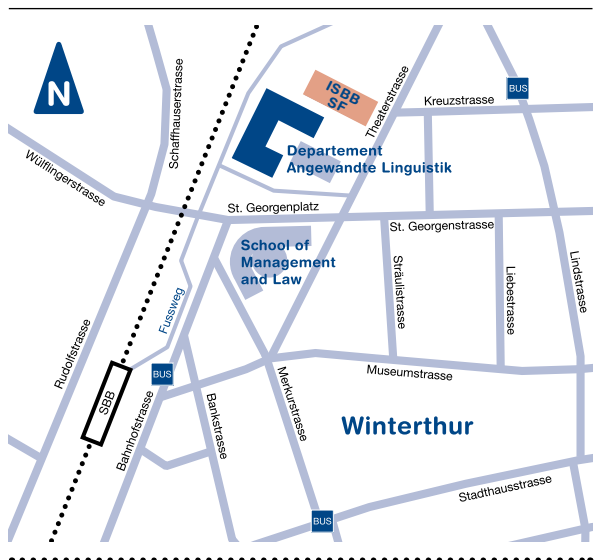 N
Schaffhauserstrasse
Wülflingerstrasse
ISBB
SF
Theaterstrasse
BUS
Kreuzstrasse
Departement
Angewandte Linguistik
St. Georgenplatz
St. Georgenstrasse
School of
Management
and Law
Sträulistrasse
Liebestrasse
Lindstrasse
Fussweg
Rudolfstrasse
SBB
BUS
Bahnhofstrasse
Bankstrasse
Merkurstrasse
Museumstrasse
Winterthur
Stadthausstrasse
BUS